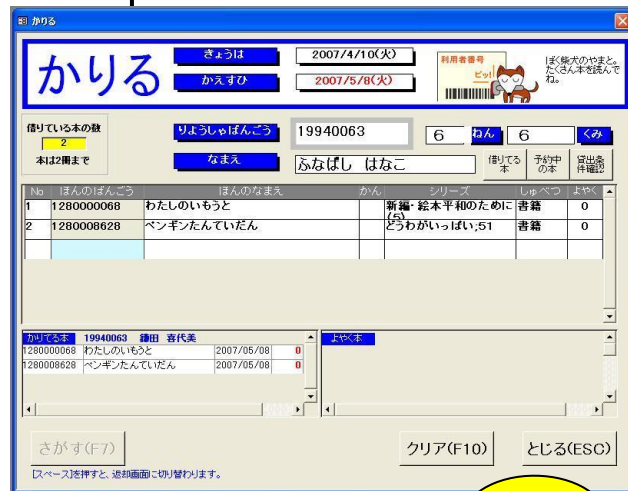 かりる
かりる
きょうは 2007/4/10(火)
かえすひ 2007/5/8(火)
利用者番号
ピッ!
ぼく柴犬のやまと。
たくさん本を読んで
ね。
借りている本の数
2
本は2冊まで
りようしゃばんごう 19940063 6 ねん 6 くみ
なまえ ふなばし はなこ
借りてる本 予約中の本 貸出条件確認
No ほんのばんごう ほんのなまえ かん シリーズ しゅべつ よやく
1 1280000068 わたしのいもうと 新編・絵本平和のために(5) 書籍 0
2 1280008628 ペンギンたんていだん どうわがいっぱい;51 書籍 0
かりてる本 19940063 鎌田 喜代美
1280000068 わたしのいもうと 2007/05/08 0
1280008628 ペンギンたんていだん 2007/05/08 0
よやく本
さがす(F7) クリア(F10) とじる(ESC)
[スペース]を押すと、返却画面に切り替わります。